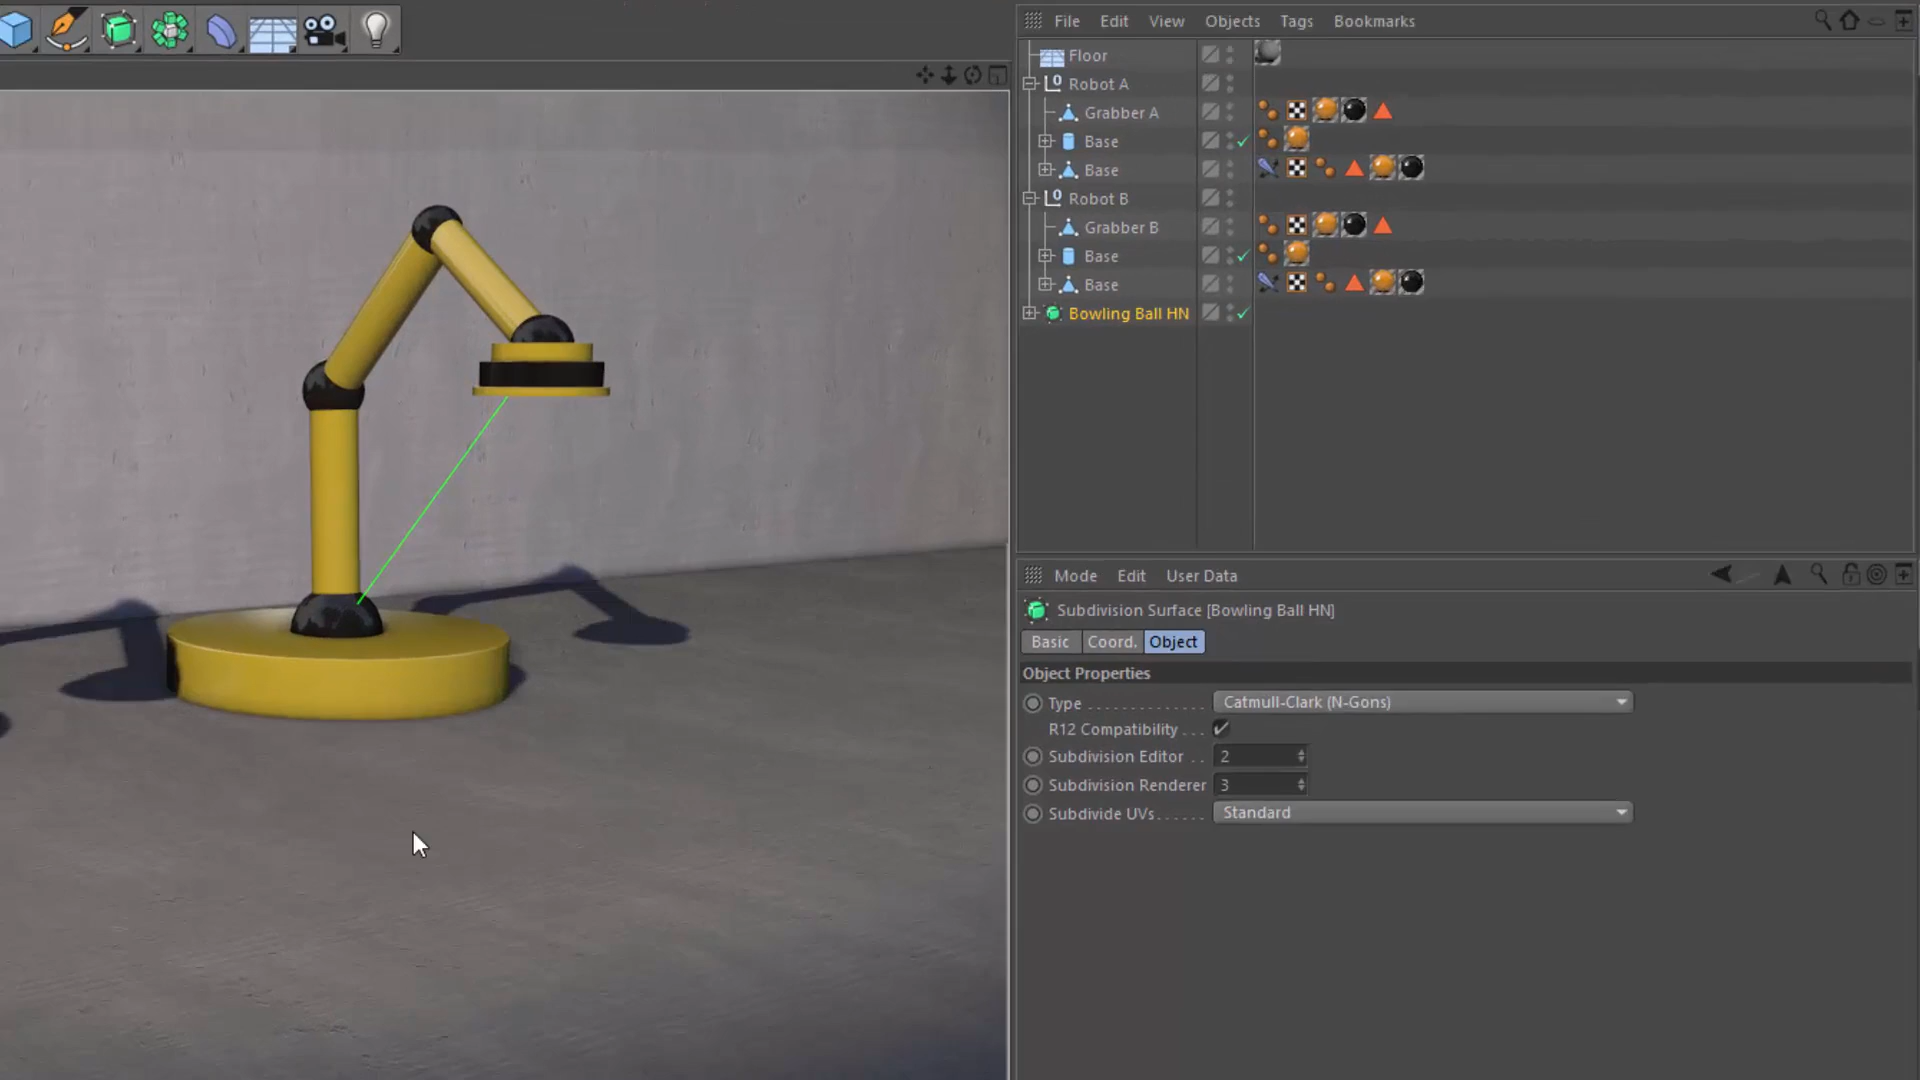 File Edit View Objects Tags Bookmarks
Floor
Robot A
Grabber A
Base
Base
Robot B
Grabber B
Base
Base
Bowling Ball HN
Mode Edit User Data
Subdivision Surface [Bowling Ball HN]
Basic Coord. Object
Object Properties
Type . . . . . . . . . . . . Catmull-Clark (N-Gons)
R12 Compatibility . . .
Subdivision Editor . . 2
Subdivision Renderer 3
Subdivide UVs. . . . . . Standard